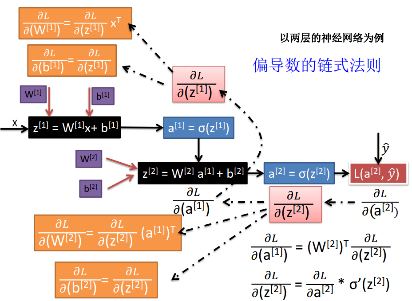 以两层的神经网络为例
偏导数的链式法则
∂L/∂(W[1]) = ∂L/∂(z[1]) xᵀ
∂L/∂(b[1]) = ∂L/∂(z[1])
∂L/∂(z[1])
W[1]
b[1]
x
z[1] = W[1]x+ b[1]
a[1] = σ(z[1])
ŷ
W[2]
b[2]
z[2] = W[2] a[1] + b[2]
a[2] = σ(z[2])
L(a[2], ŷ)
∂L/∂(a[1])
∂L/∂(z[2])
∂L/∂(a[2])
∂L/∂(W[2]) = ∂L/∂(z[2]) (a[1])ᵀ
∂L/∂(a[1]) = (W[2])ᵀ ∂L/∂(z[2])
∂L/∂(b[2]) = ∂L/∂(z[2])
∂L/∂(z[2]) = ∂L/∂a[2] * σ'(z[2])